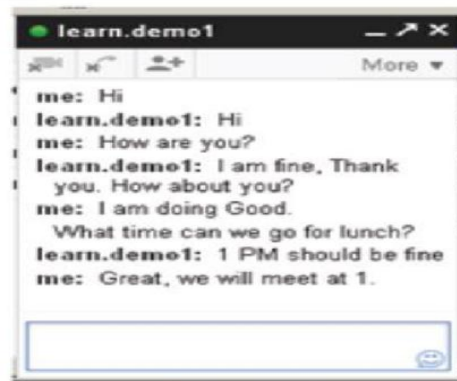 learn.demo1
More
me: Hi
learn.demo1: Hi
me: How are you?
learn.demo1: I am fine, Thank
you. How about you?
me: I am doing Good.
What time can we go for lunch?
learn.demo1: 1 PM should be fine
me: Great, we will meet at 1.